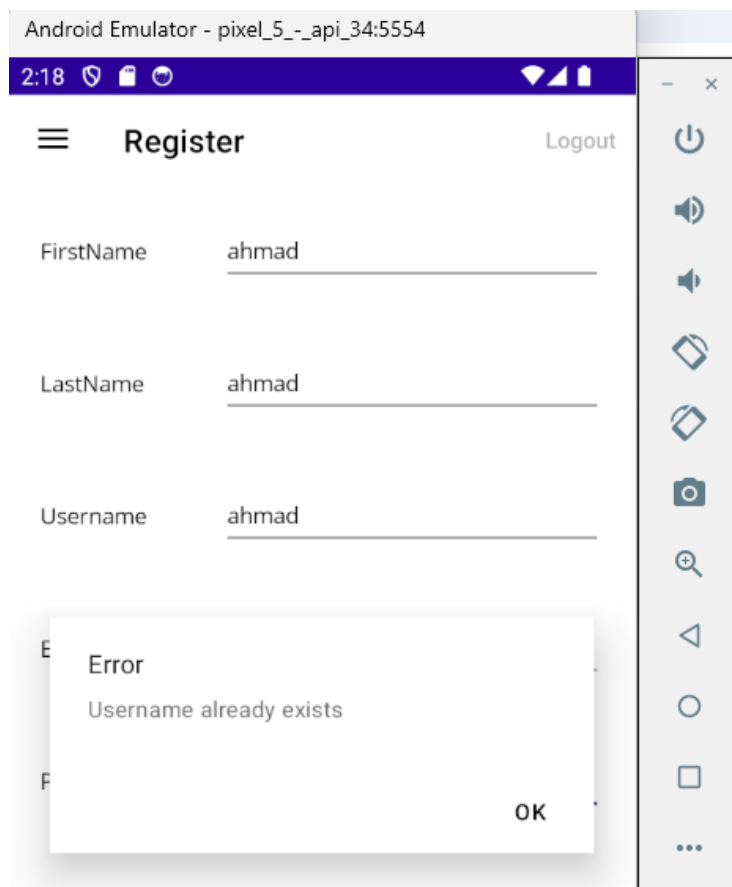 Android Emulator - pixel_5_-_api_34:5554
2:18
Register Logout
FirstName ahmad
LastName ahmad
Username ahmad
E
Error
Username already exists
P
OK